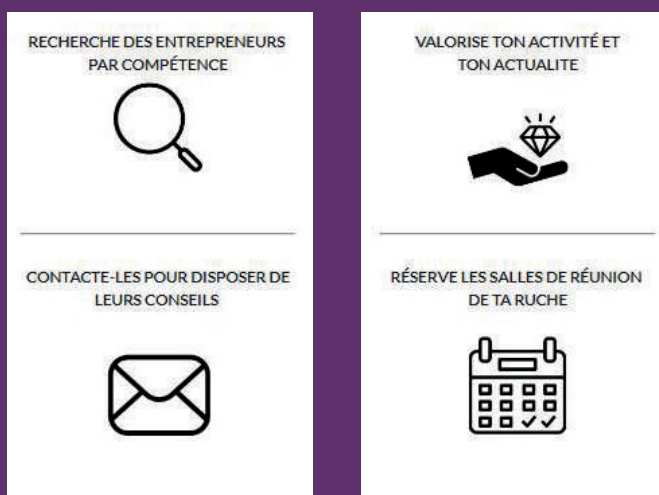 RECHERCHE DES ENTREPRENEURS
PAR COMPÉTENCE
CONTACTE-LES POUR DISPOSER DE
LEURS CONSEILS
VALORISE TON ACTIVITÉ ET
TON ACTUALITE
RÉSERVE LES SALLES DE RÉUNION
DE TA RUCHE